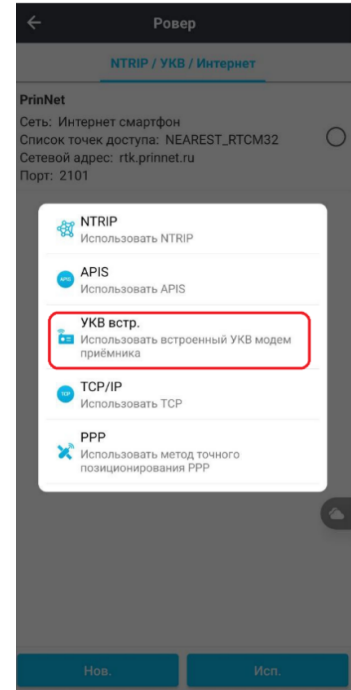 Ровер
NTRIP / УКВ / Интернет
PrinNet
Сеть: Интернет смартфон
Список точек доступа: NEAREST_RTCM32
Сетевой адрес: rtk.prinnet.ru
Порт: 2101
NTRIP
Использовать NTRIP
APIS
APIS
Использовать APIS
УКВ встр.
Использовать встроенный УКВ модем
приёмника
TCP
TCP/IP
Использовать TCP
PPP
Использовать метод точного
позиционирования PPP
Нов.
Исп.